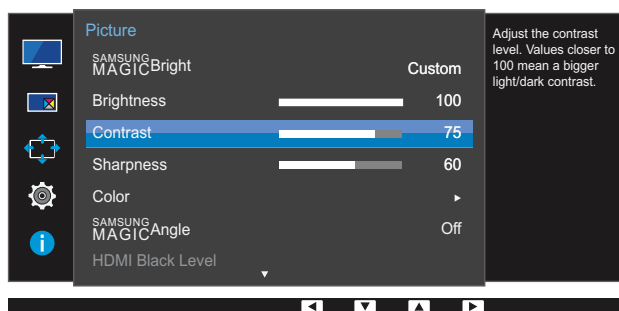 Picture
SAMSUNG
MAGICBright Custom
Brightness 100
Contrast 75
Sharpness 60
Color
SAMSUNG
MAGICAngle Off
HDMI Black Level
Adjust the contrast
level. Values closer to
100 mean a bigger
light/dark contrast.